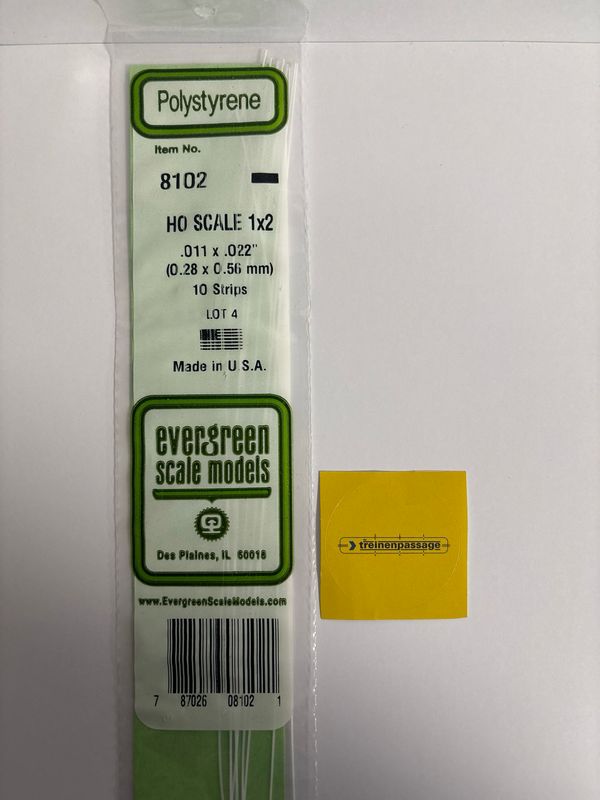 Polystyrene
Item No.
8102
HO SCALE 1x2
.011 x .022"
(0.28 x 0.56 mm)
10 Strips
LOT 4
Made in U.S.A.
evergreen
scale models
Des Plaines, IL 60018
www.EvergreenScaleModels.com
7 87026 08102 1
treinenpassage